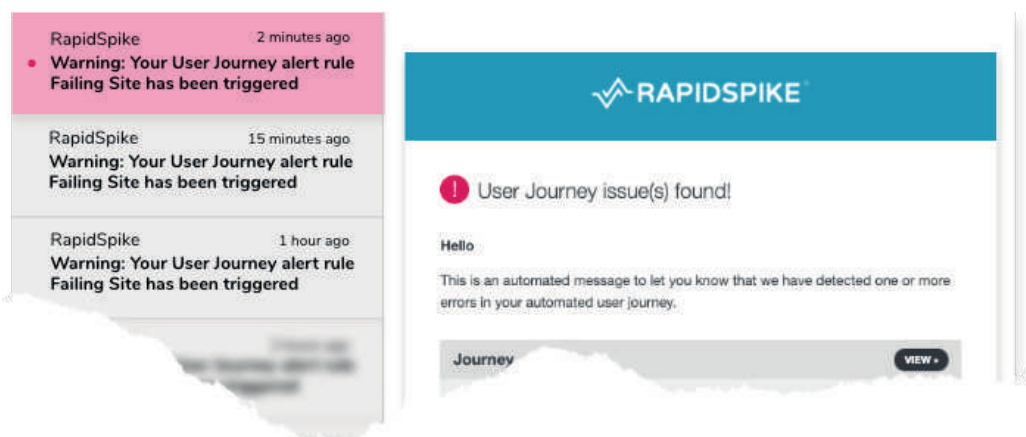 RapidSpike 2 minutes ago
Warning: Your User Journey alert rule
Failing Site has been triggered
RapidSpike 15 minutes ago
Warning: Your User Journey alert rule
Failing Site has been triggered
RapidSpike 1 hour ago
Warning: Your User Journey alert rule
Failing Site has been triggered
RAPIDSPIKE
! User Journey issue(s) found!
Hello
This is an automated message to let you know that we have detected one or more
errors in your automated user journey.
Journey VIEW »